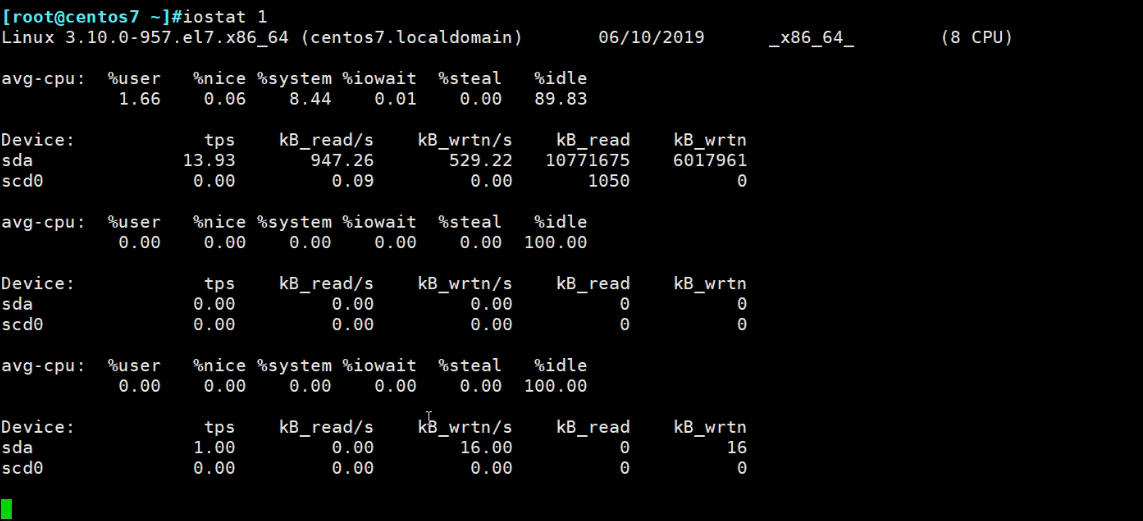 [root@centos7 ~]#iostat 1
Linux 3.10.0-957.el7.x86_64 (centos7.localdomain) 06/10/2019 _x86_64_ (8 CPU)
avg-cpu: %user %nice %system %iowait %steal %idle
1.66 0.06 8.44 0.01 0.00 89.83
Device: tps kB_read/s kB_wrtn/s kB_read kB_wrtn
sda 13.93 947.26 529.22 10771675 6017961
scd0 0.00 0.09 0.00 1050 0
avg-cpu: %user %nice %system %iowait %steal %idle
0.00 0.00 0.00 0.00 0.00 100.00
Device: tps kB_read/s kB_wrtn/s kB_read kB_wrtn
sda 0.00 0.00 0.00 0 0
scd0 0.00 0.00 0.00 0 0
avg-cpu: %user %nice %system %iowait %steal %idle
0.00 0.00 0.00 0.00 0.00 100.00
Device: tps kB_read/s kB_wrtn/s kB_read kB_wrtn
sda 1.00 0.00 16.00 0 16
scd0 0.00 0.00 0.00 0 0